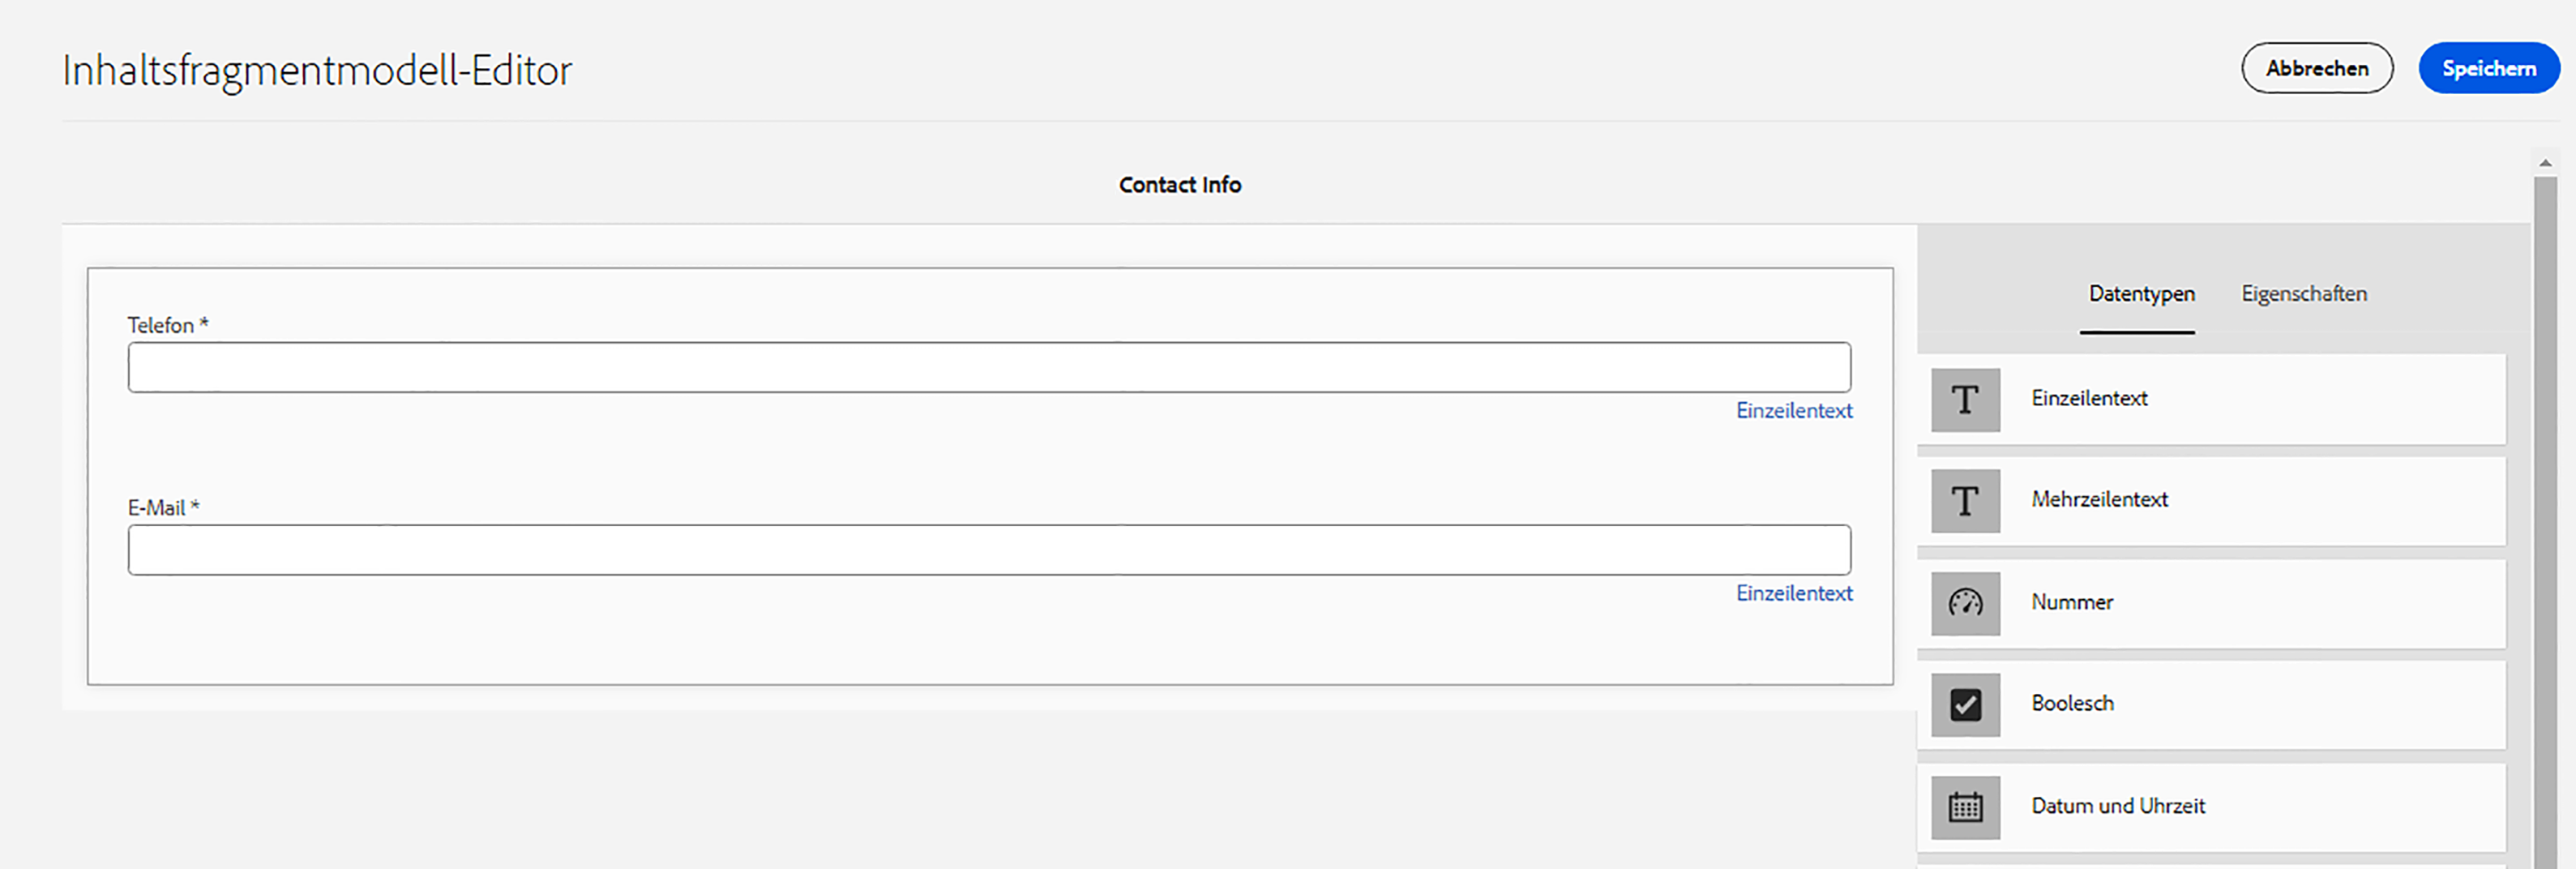 Inhaltsfragmentmodell-Editor
Abbrechen
Speichern
Contact Info
Telefon *
Einzeilentext
E-Mail *
Einzeilentext
Datentypen
Eigenschaften
Einzeilentext
Mehrzeilentext
Nummer
Boolesch
Datum und Uhrzeit